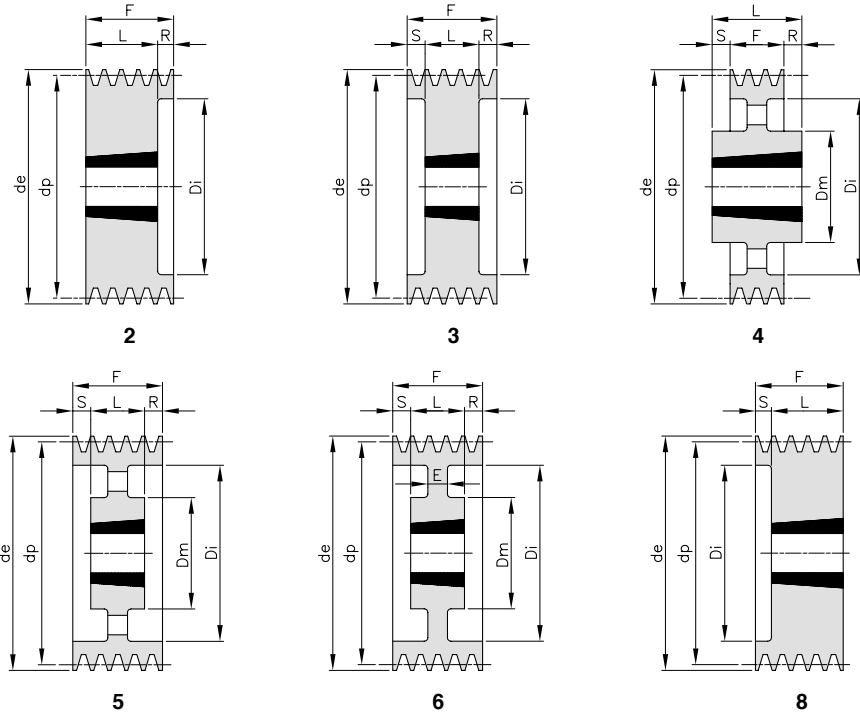 F
L R
de
dp
Di
2
F
S L R
de
dp
Di
3
L
S F R
de
dp
Dm
Di
4
F
S L R
de
dp
Dm
Di
5
F
S L R
E
de
dp
Dm
Di
6
F
S L
de
dp
Di
8